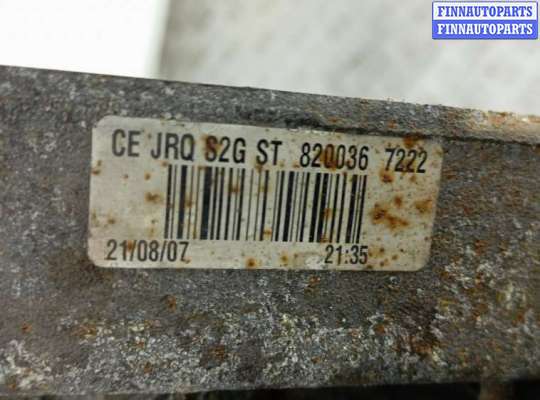 FINNAUTOPARTS
FINNAUTOPARTS
CE JRQ S2G ST 820036 7222
21/08/07 21:35